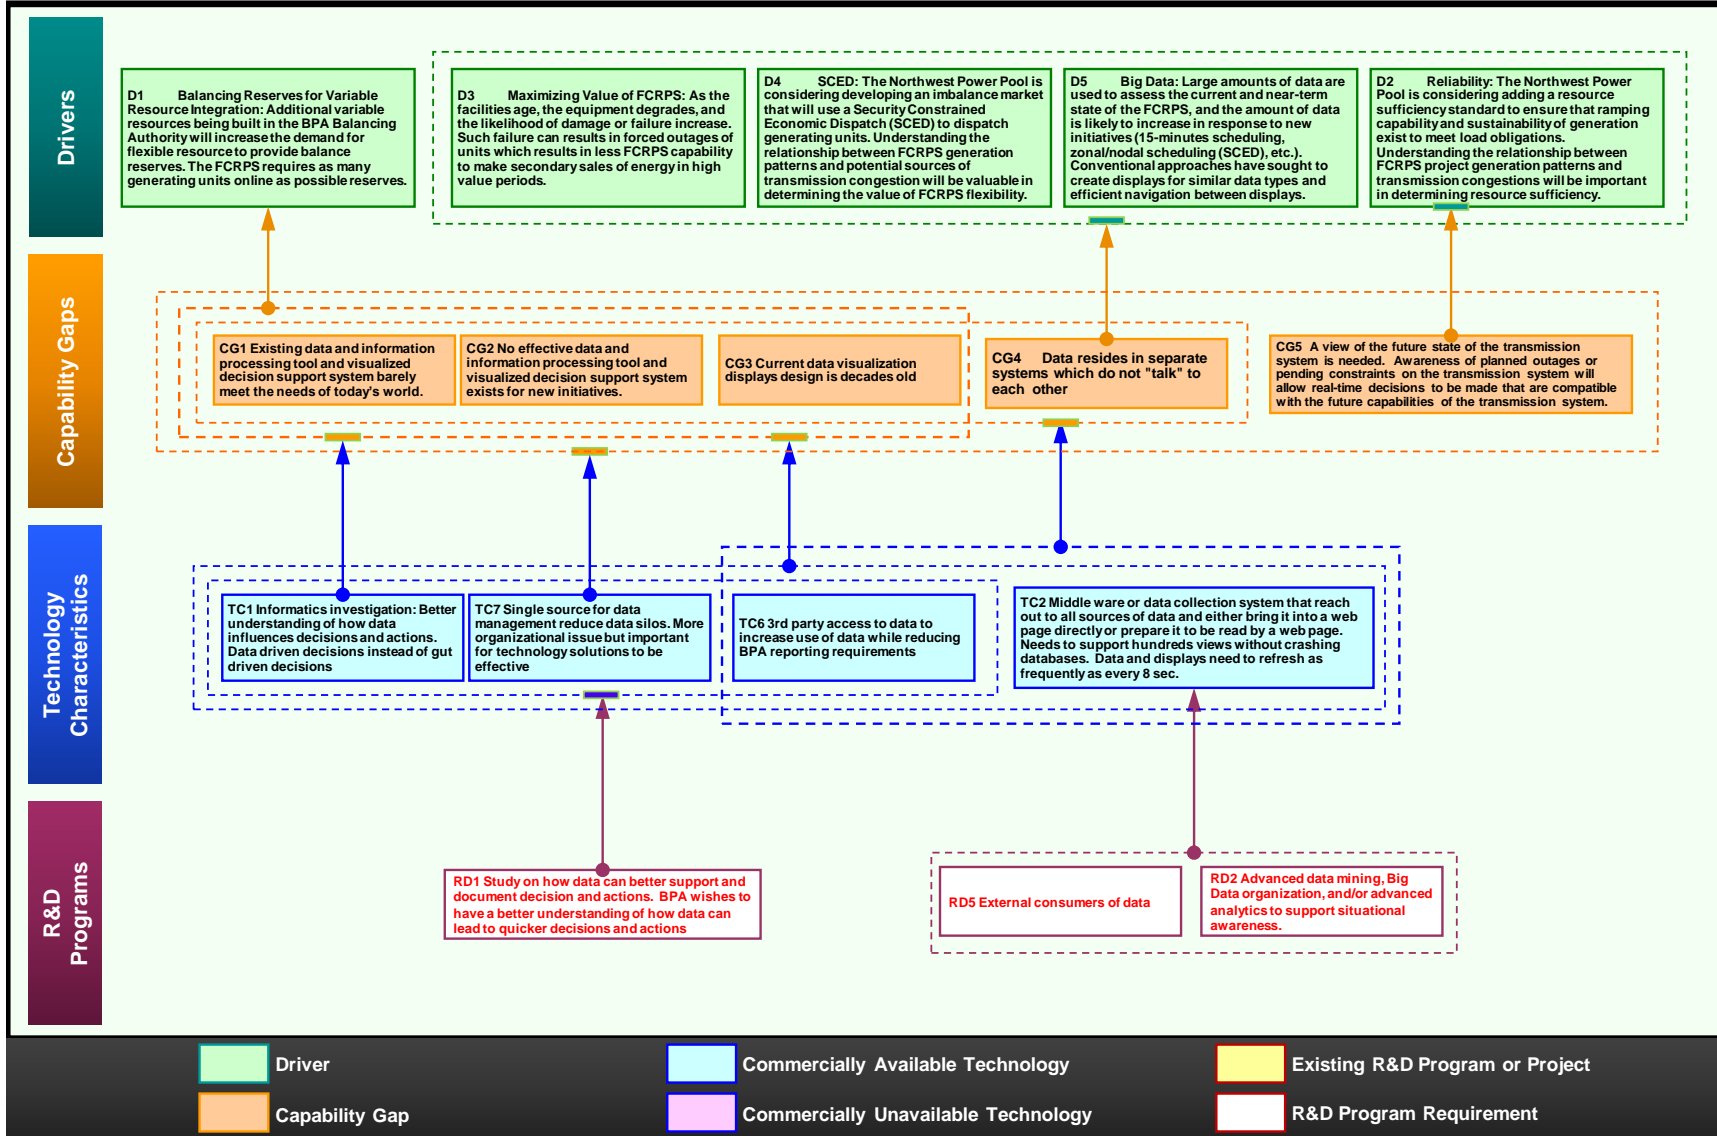 Drivers
D1 Balancing Reserves for Variable
Resource Integration: Additional variable
resources being built in the BPA Balancing
Authority will increase the demand for
flexible resource to provide balance
reserves. The FCRPS requires as many
generating units online as possible reserves.
D3 Maximizing Value of FCRPS: As the
facilities age, the equipment degrades, and
the likelihood of damage or failure increase.
Such failure can results in forced outages of
units which results in less FCRPS capability
to make secondary sales of energy in high
value periods.
D4 SCED: The Northwest Power Pool is
considering developing an imbalance market
that will use a Security Constrained
Economic Dispatch (SCED) to dispatch
generating units. Understanding the
relationship between FCRPS generation
patterns and potential sources of
transmission congestion will be valuable in
determining the value of FCRPS flexibility.
D5 Big Data: Large amounts of data are
used to assess the current and near-term
state of the FCRPS, and the amount of data
is likely to increase in response to new
initiatives (15-minutes scheduling,
zonal/nodal scheduling (SCED), etc.).
Conventional approaches have sought to
create displays for similar data types and
efficient navigation between displays.
D2 Reliability: The Northwest Power
Pool is considering adding a resource
sufficiency standard to ensure that ramping
capability and sustainability of generation
exist to meet load obligations.
Understanding the relationship between
FCRPS project generation patterns and
transmission congestions will be important
in determining resource sufficiency.
Capability Gaps
CG1 Existing data and information
processing tool and visualized
decision support system barely
meet the needs of today's world.
CG2 No effective data and
information processing tool and
visualized decision support system
exists for new initiatives.
CG3 Current data visualization
displays design is decades old
CG4 Data resides in separate
systems which do not "talk" to
each other
CG5 A view of the future state of the transmission
system is needed. Awareness of planned outages or
pending constraints on the transmission system will
allow real-time decisions to be made that are compatible
with the future capabilities of the transmission system.
Technology
Characteristics
TC1 Informatics investigation: Better
understanding of how data
influences decisions and actions.
Data driven decisions instead of gut
driven decisions
TC7 Single source for data
management reduce data silos. More
organizational issue but important
for technology solutions to be
effective
TC6 3rd party access to data to
increase use of data while reducing
BPA reporting requirements
TC2 Middle ware or data collection system that reach
out to all sources of data and either bring it into a web
page directly or prepare it to be read by a web page.
Needs to support hundreds views without crashing
databases. Data and displays need to refresh as
frequently as every 8 sec.
R&D
Programs
RD1 Study on how data can better support and
document decision and actions. BPA wishes to
have a better understanding of how data can
lead to quicker decisions and actions
RD5 External consumers of data
RD2 Advanced data mining, Big
Data organization, and/or advanced
analytics to support situational
awareness.
Driver
Commercially Available Technology
Existing R&D Program or Project
Capability Gap
Commercially Unavailable Technology
R&D Program Requirement